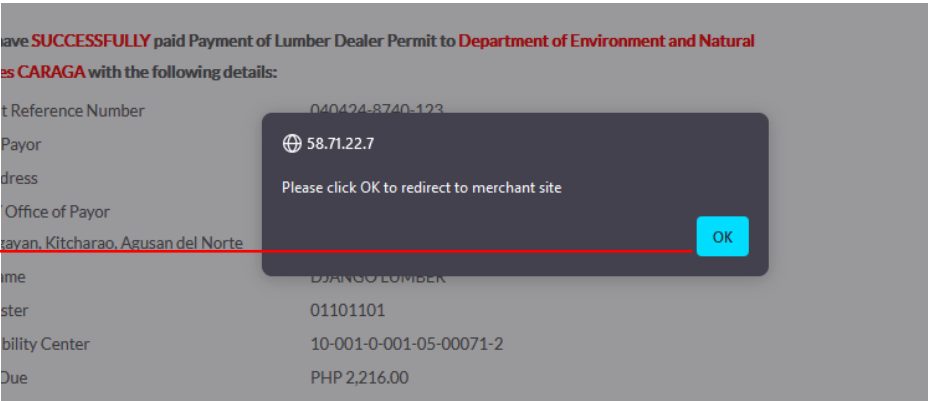 ave SUCCESSFULLY paid Payment of Lumber Dealer Permit to Department of Environment and Natural
es CARAGA with the following details:
t Reference Number 040424-8740-123
Payor
58.71.22.7
dress
Please click OK to redirect to merchant site
Office of Payor
OK
gayan, Kitcharao, Agusan del Norte
ame DJANGO LUMBER
ster 01101101
bility Center 10-001-0-001-05-00071-2
Due PHP 2,216.00